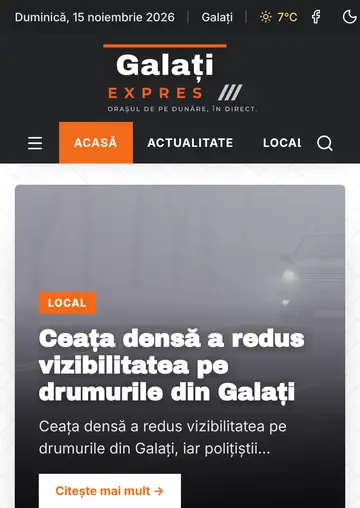 Duminică, 15 noiembrie 2026 | Galați | 7°C
Galați
EXPRES ///
ORAȘUL DE PE DUNĂRE, ÎN DIRECT.
ACASĂ ACTUALITATE LOCAL
LOCAL
Ceața densă a redus
vizibilitatea pe
drumurile din Galați
Ceața densă a redus vizibilitatea pe
drumurile din Galați, iar polițiștii...
Citește mai mult →